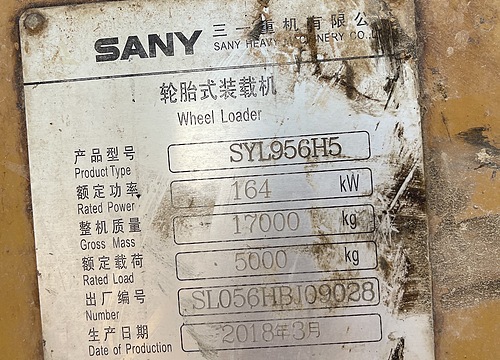 SANY 三一重机有限公
SANY HEAVY MACHINERY CO.,L
轮胎式装载机
Wheel Loader
产品型号 SYL956H5
Product Type
额定功率 164 kW
Rated Power
整机质量 17000 kg
Gross Mass
额定载荷 5000 kg
Rated Load
出厂编号 SL056HBJ09028
Number
生产日期 2018年3月
Date of Production